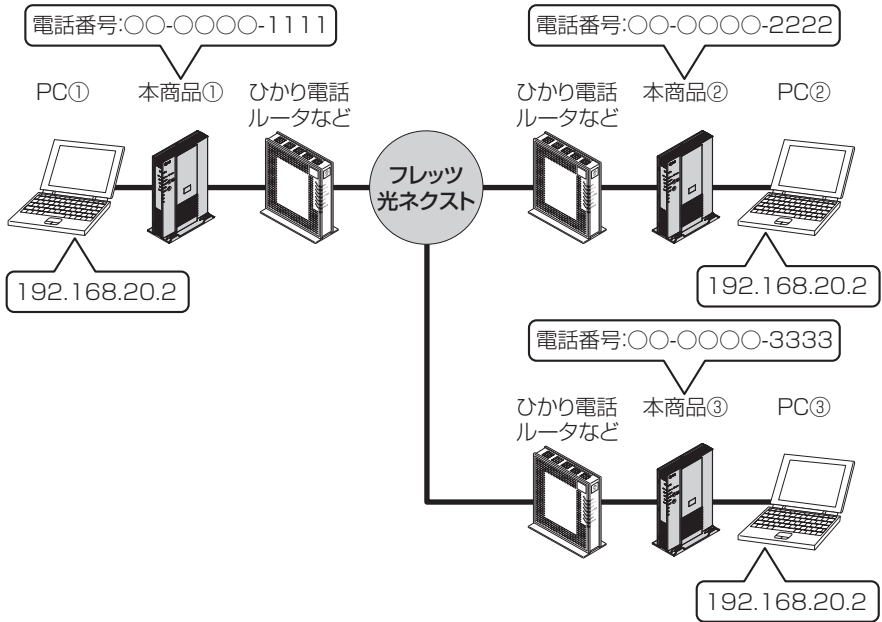 電話番号:○○-○○○○-1111
電話番号:○○-○○○○-2222
PC①
本商品①
ひかり電話
ルータなど
ひかり電話
ルータなど
本商品②
PC②
フレッツ
光ネクスト
192.168.20.2
192.168.20.2
電話番号:○○-○○○○-3333
ひかり電話
ルータなど
本商品③
PC③
192.168.20.2